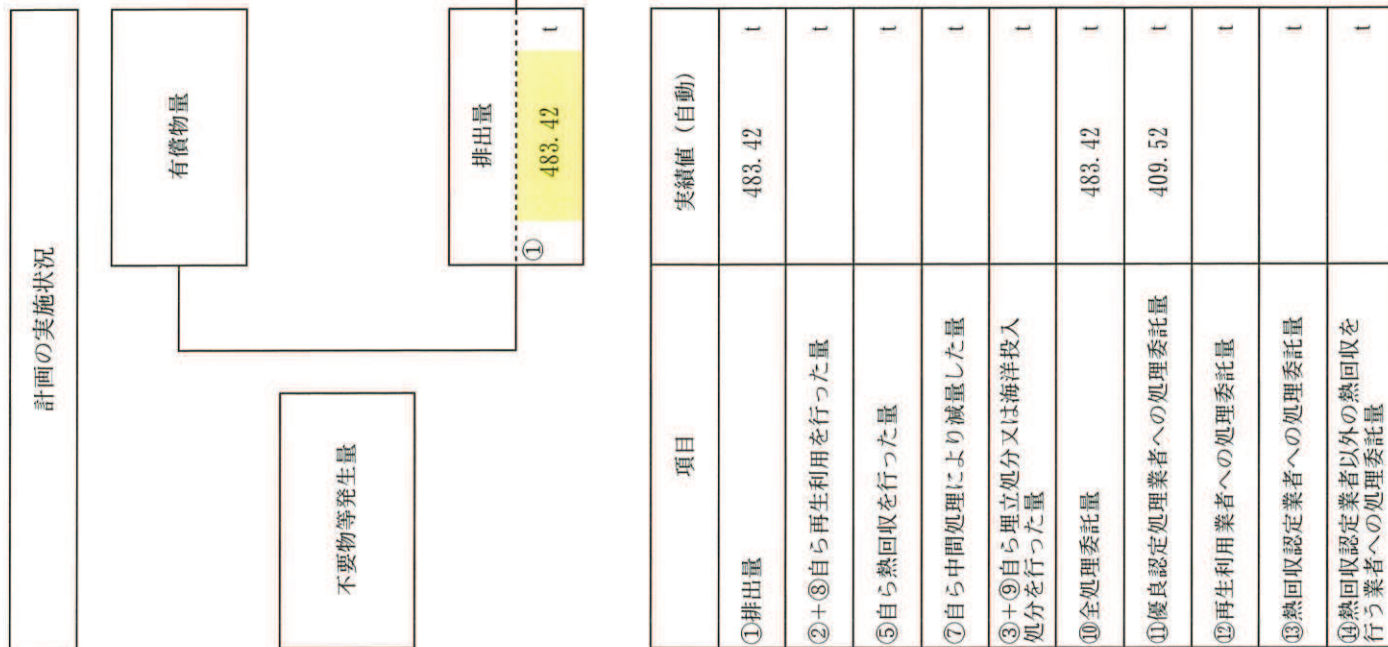 計画の実施状況
不要物等発生量
有償物量
排出量
① 483.42 t
項目 実績値（自動）
①排出量 483.42 t
②+⑧自ら再生利用を行った量 t
⑤自ら熱回収を行った量 t
⑦自ら中間処理により減量した量 t
③+⑨自ら埋立処分又は海洋投入
処分を行った量 t
⑩全処理委託量 483.42 t
⑪優良認定処理業者への処理委託量 409.52 t
⑫再生利用業者への処理委託量 t
⑬熱回収認定業者への処理委託量 t
⑭熱回収認定業者以外の熱回収を
行う業者への処理委託量 t